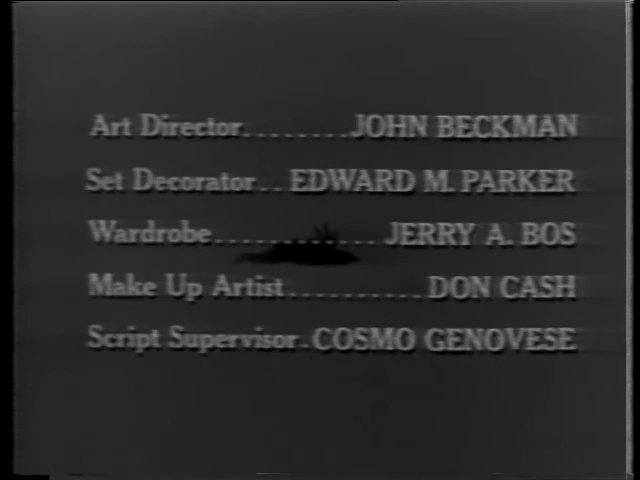 Art Director........JOHN BECKMAN
Set Decorator..EDWARD M. PARKER
Wardrobe............JERRY A. BOS
Make Up Artist..........DON CASH
Script Supervisor.COSMO GENOVESE